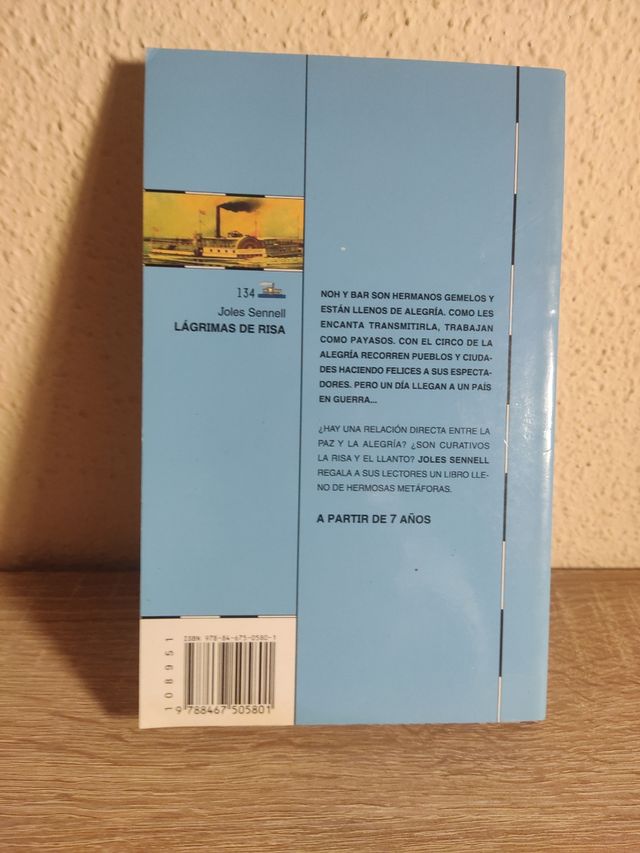 134
Joles Sennell
LÁGRIMAS DE RISA
NOH Y BAR SON HERMANOS GEMELOS Y
ESTÁN LLENOS DE ALEGRÍA. COMO LES
ENCANTA TRANSMITIRLA, TRABAJAN
COMO PAYASOS. CON EL CIRCO DE LA
ALEGRÍA RECORREN PUEBLOS Y CIUDA-
DES HACIENDO FELICES A SUS ESPECTA-
DORES. PERO UN DÍA LLEGAN A UN PAÍS
EN GUERRA...
¿HAY UNA RELACIÓN DIRECTA ENTRE LA
PAZ Y LA ALEGRÍA? ¿SON CURATIVOS
LA RISA Y EL LLANTO? JOLES SENNELL
REGALA A SUS LECTORES UN LIBRO LLE-
NO DE HERMOSAS METÁFORAS.
A PARTIR DE 7 AÑOS
108951
ISBN 978-84-675-0580-1
9 788467 505801